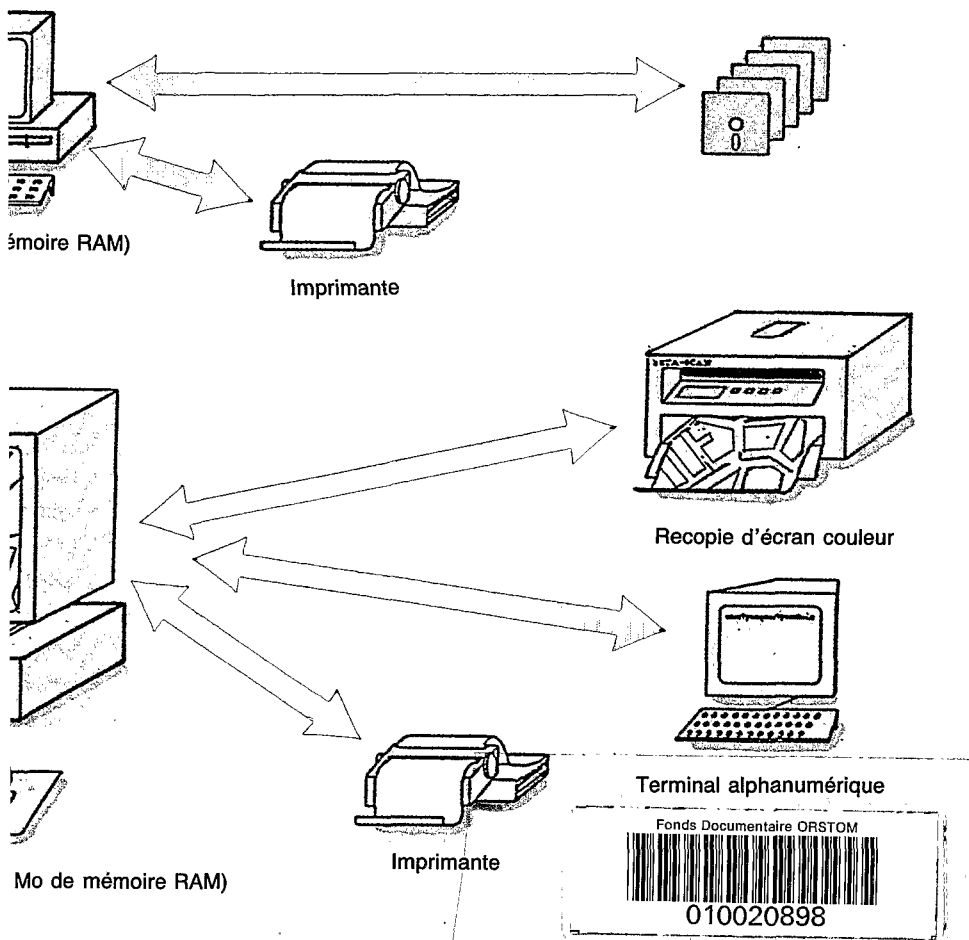 émoire RAM)
Imprimante
Recopie d'écran couleur
Terminal alphanumérique
Fonds Documentaire ORSTOM
010020898
Imprimante
Mo de mémoire RAM)